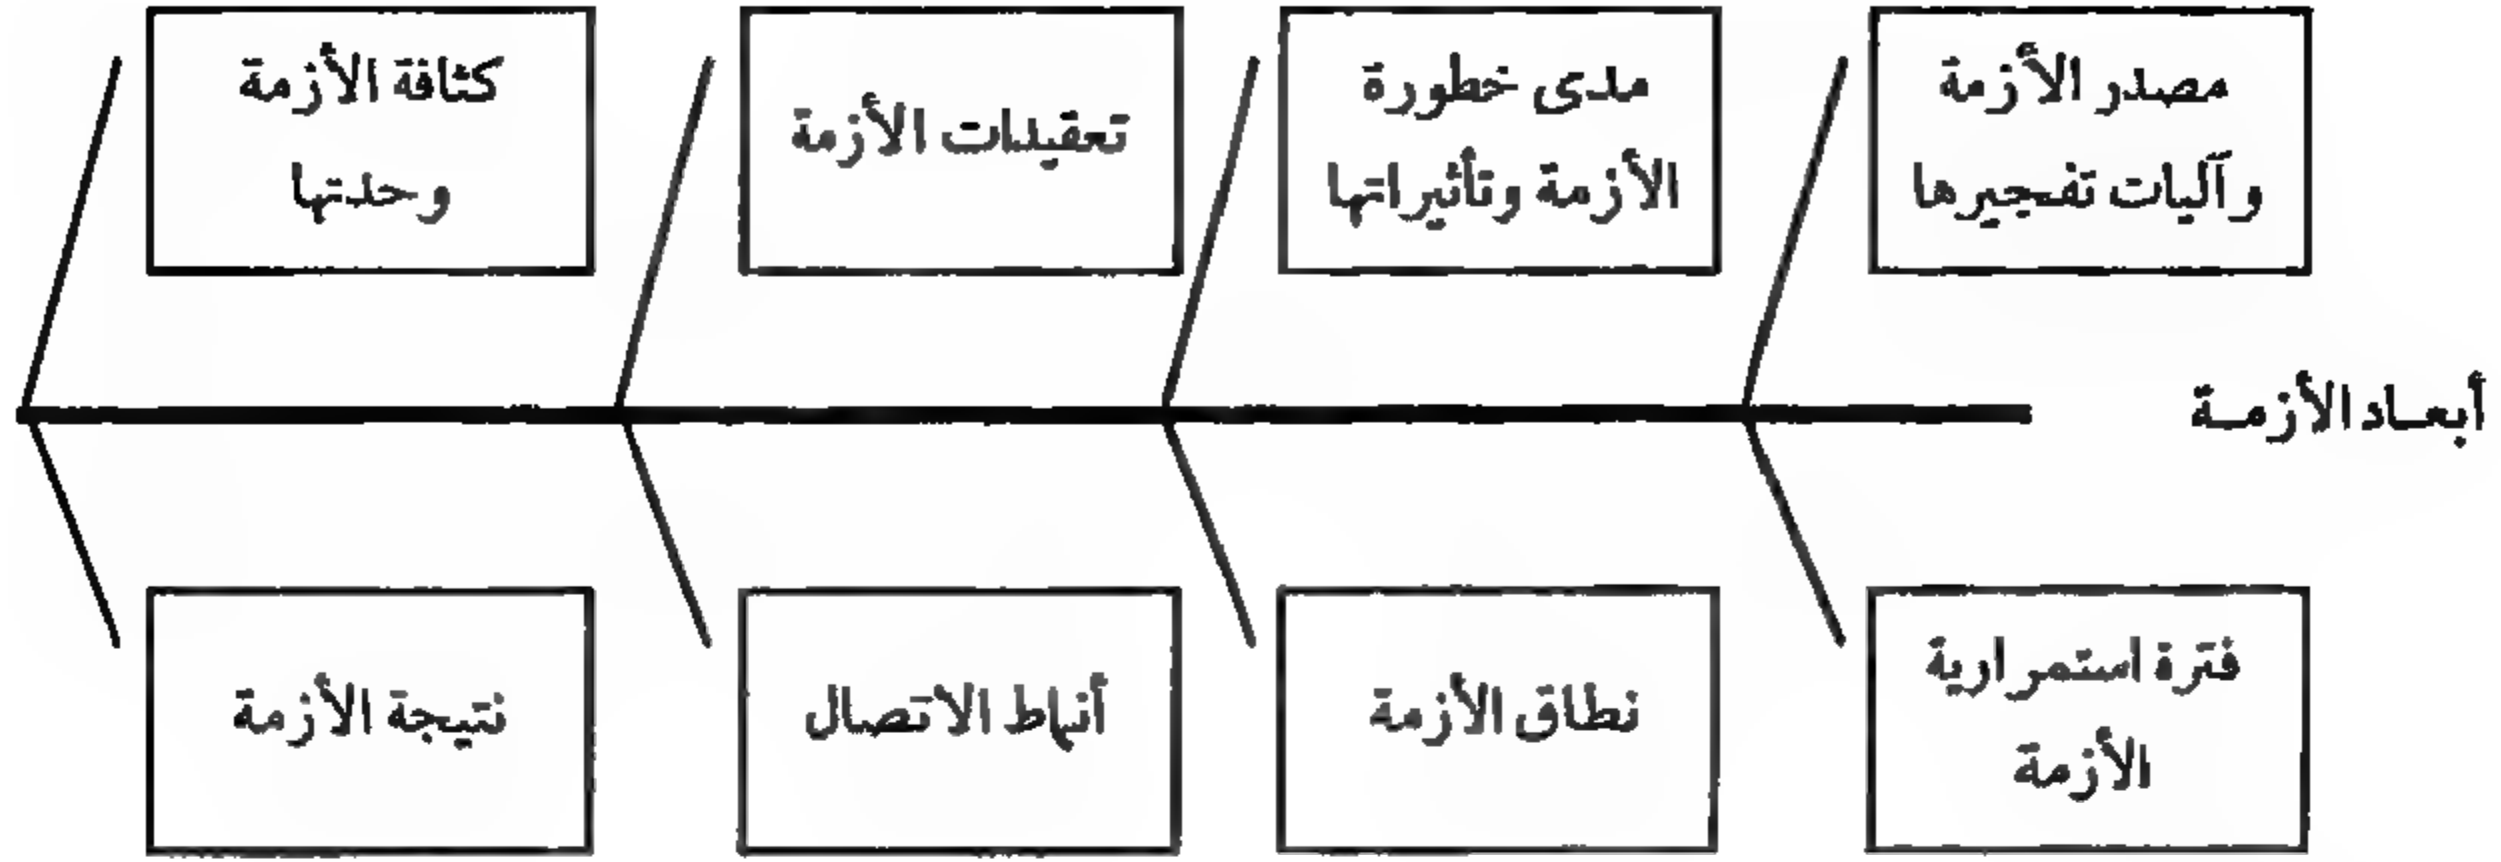 مصدر الأزمة
وآليات تفجيرها
مدى خطورة
الأزمة وتأثيراتها
تعقيدات الأزمة
كثافة الأزمة
وحدتها
أبعاد الأزمة
فترة استمرارية
الأزمة
نطاق الأزمة
أنماط الاتصال
نتيجة الأزمة